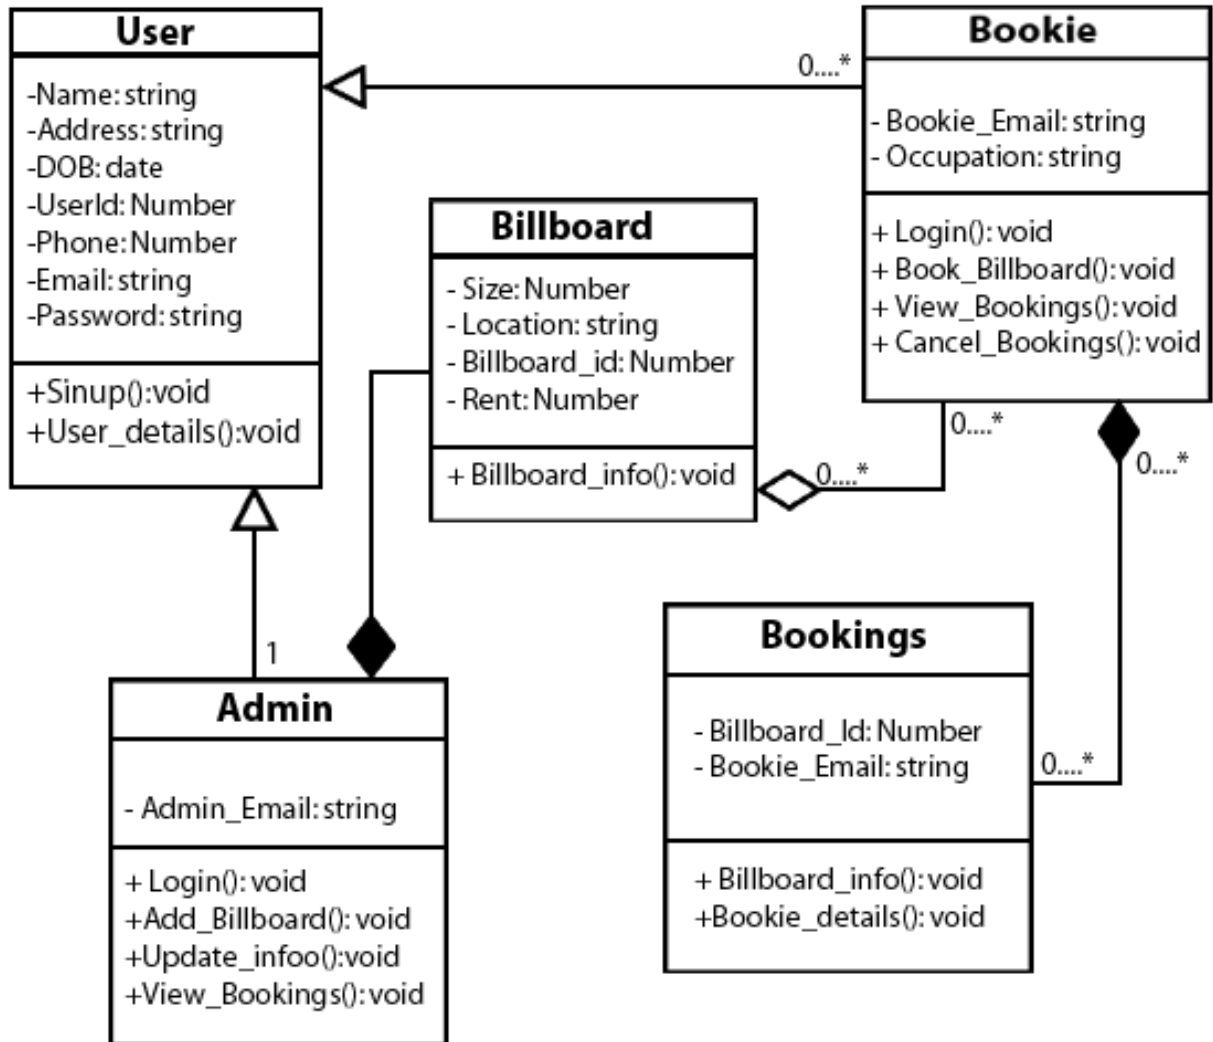 User
-Name: string
-Address: string
-DOB: date
-UserId: Number
-Phone: Number
-Email: string
-Password: string
+Sinup():void
+User_details():void
0....*
Bookie
- Bookie_Email: string
- Occupation: string
+ Login(): void
+ Book_Billboard(): void
+ View_Bookings(): void
+ Cancel_Bookings(): void
Billboard
- Size: Number
- Location: string
- Billboard_id: Number
- Rent: Number
+ Billboard_info(): void
0....*
0....*
0....*
1
Admin
- Admin_Email: string
+ Login(): void
+Add_Billboard(): void
+Update_infoo():void
+View_Bookings(): void
Bookings
- Billboard_Id: Number
- Bookie_Email: string
+ Billboard_info(): void
+Bookie_details(): void
0....*